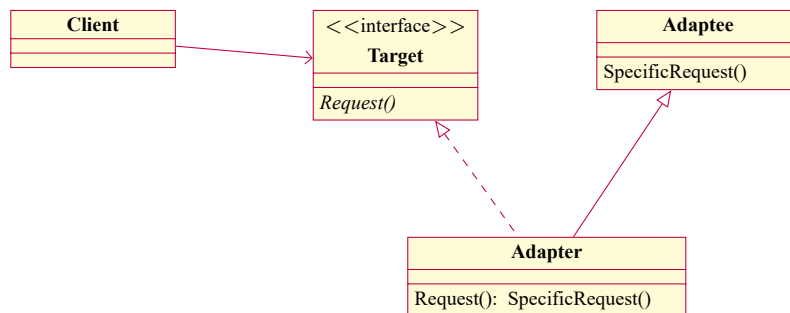 Client
<<interface>>
Target
Request()
Adaptee
SpecificRequest()
Adapter
Request(): SpecificRequest()